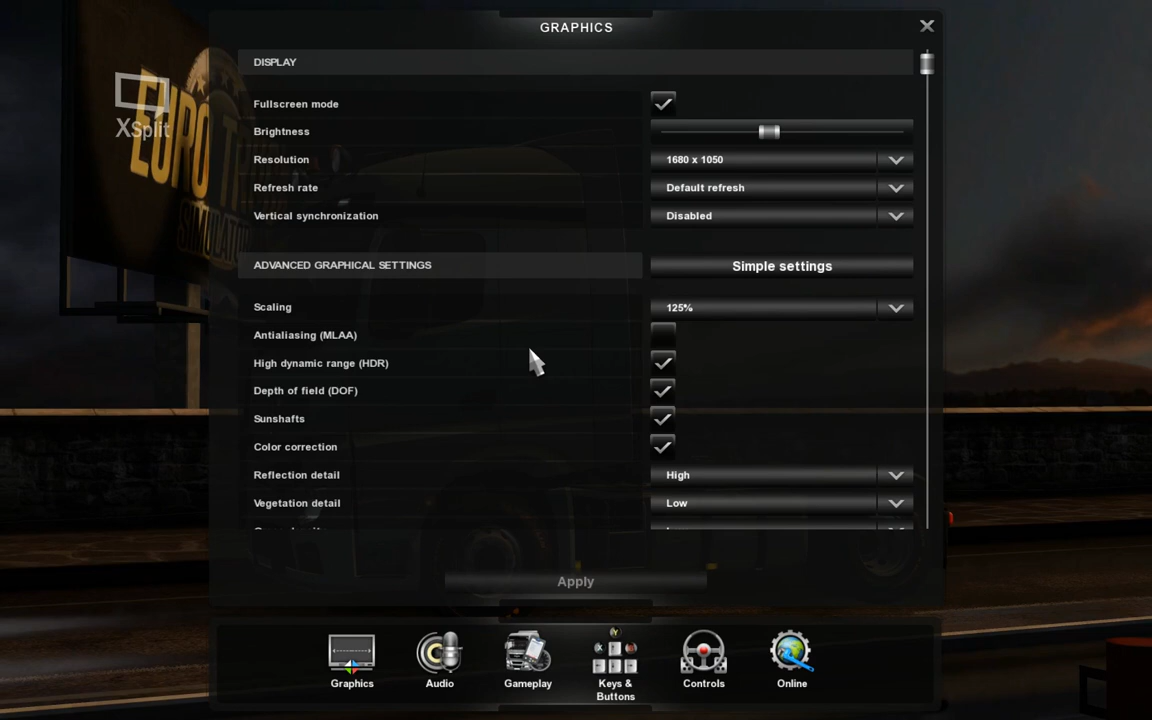 GRAPHICS
DISPLAY
XSplit
EURO
SIMULATOR
Fullscreen mode
Brightness
Resolution 1680 x 1050
Refresh rate Default refresh
Vertical synchronization Disabled
ADVANCED GRAPHICAL SETTINGS Simple settings
Scaling 125%
Antialiasing (MLAA)
High dynamic range (HDR)
Depth of field (DOF)
Sunshafts
Color correction
Reflection detail High
Vegetation detail Low
Apply
Graphics Audio Gameplay Keys & Buttons Controls Online